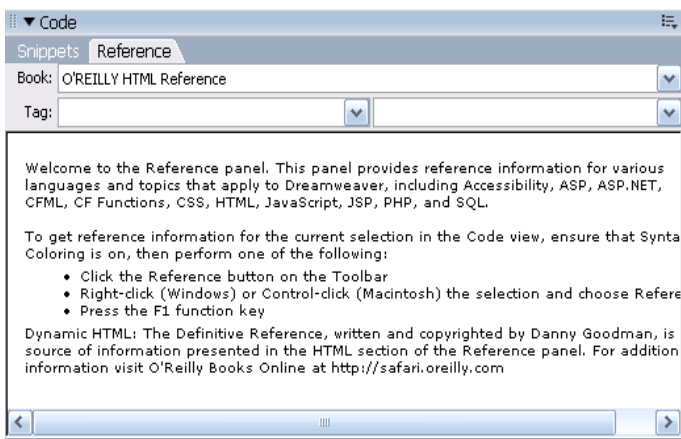 Code
Snippets Reference
Book: O'REILLY HTML Reference
Tag:
Welcome to the Reference panel. This panel provides reference information for various
languages and topics that apply to Dreamweaver, including Accessibility, ASP, ASP.NET,
CFML, CF Functions, CSS, HTML, JavaScript, JSP, PHP, and SQL.
To get reference information for the current selection in the Code view, ensure that Synta
Coloring is on, then perform one of the following:
• Click the Reference button on the Toolbar
• Right-click (Windows) or Control-click (Macintosh) the selection and choose Refere
• Press the F1 function key
Dynamic HTML: The Definitive Reference, written and copyrighted by Danny Goodman, is
source of information presented in the HTML section of the Reference panel. For addition
information visit O'Reilly Books Online at http://safari.oreilly.com